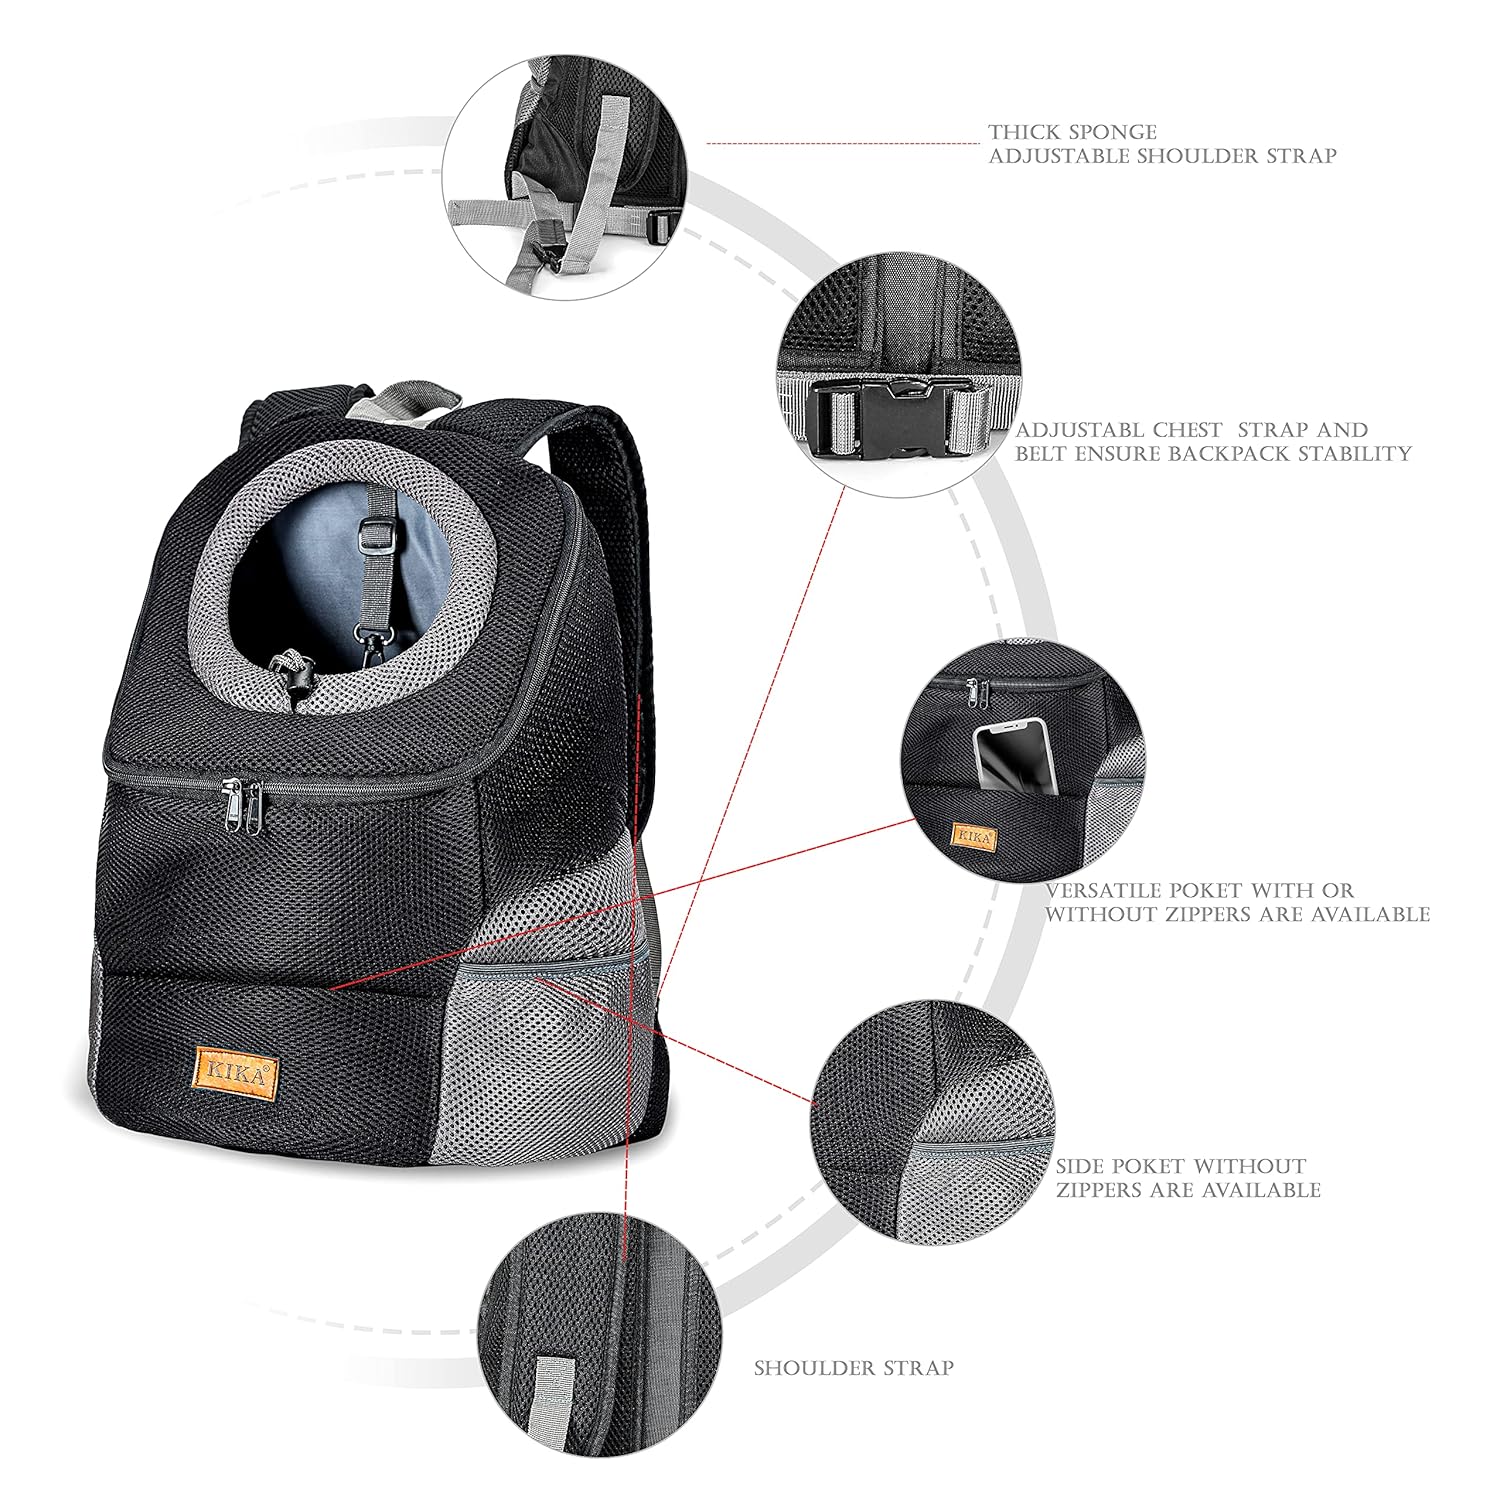 THICK SPONGE
ADJUSTABLE SHOULDER STRAP
ADJUSTABL CHEST STRAP AND
BELT ENSURE BACKPACK STABILITY
KIKA
VERSATILE POKET WITH OR
WITHOUT ZIPPERS ARE AVAILABLE
KIKA®
SIDE POKET WITHOUT
ZIPPERS ARE AVAILABLE
SHOULDER STRAP